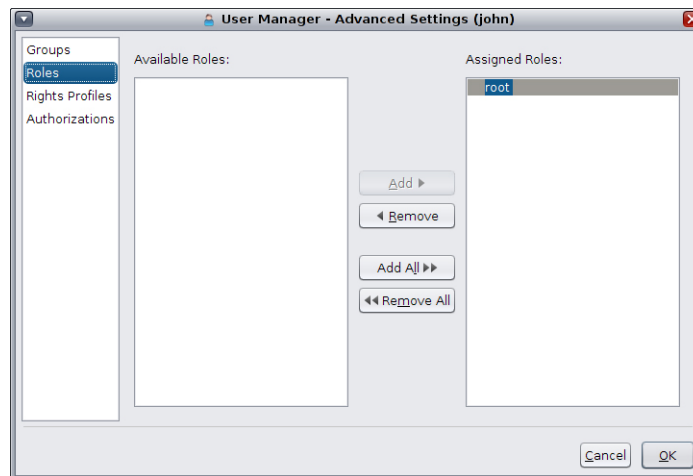 User Manager - Advanced Settings (john)
Groups
Roles
Rights Profiles
Authorizations
Available Roles:
Assigned Roles:
root
Add
Remove
Add All
Remove All
Cancel
OK